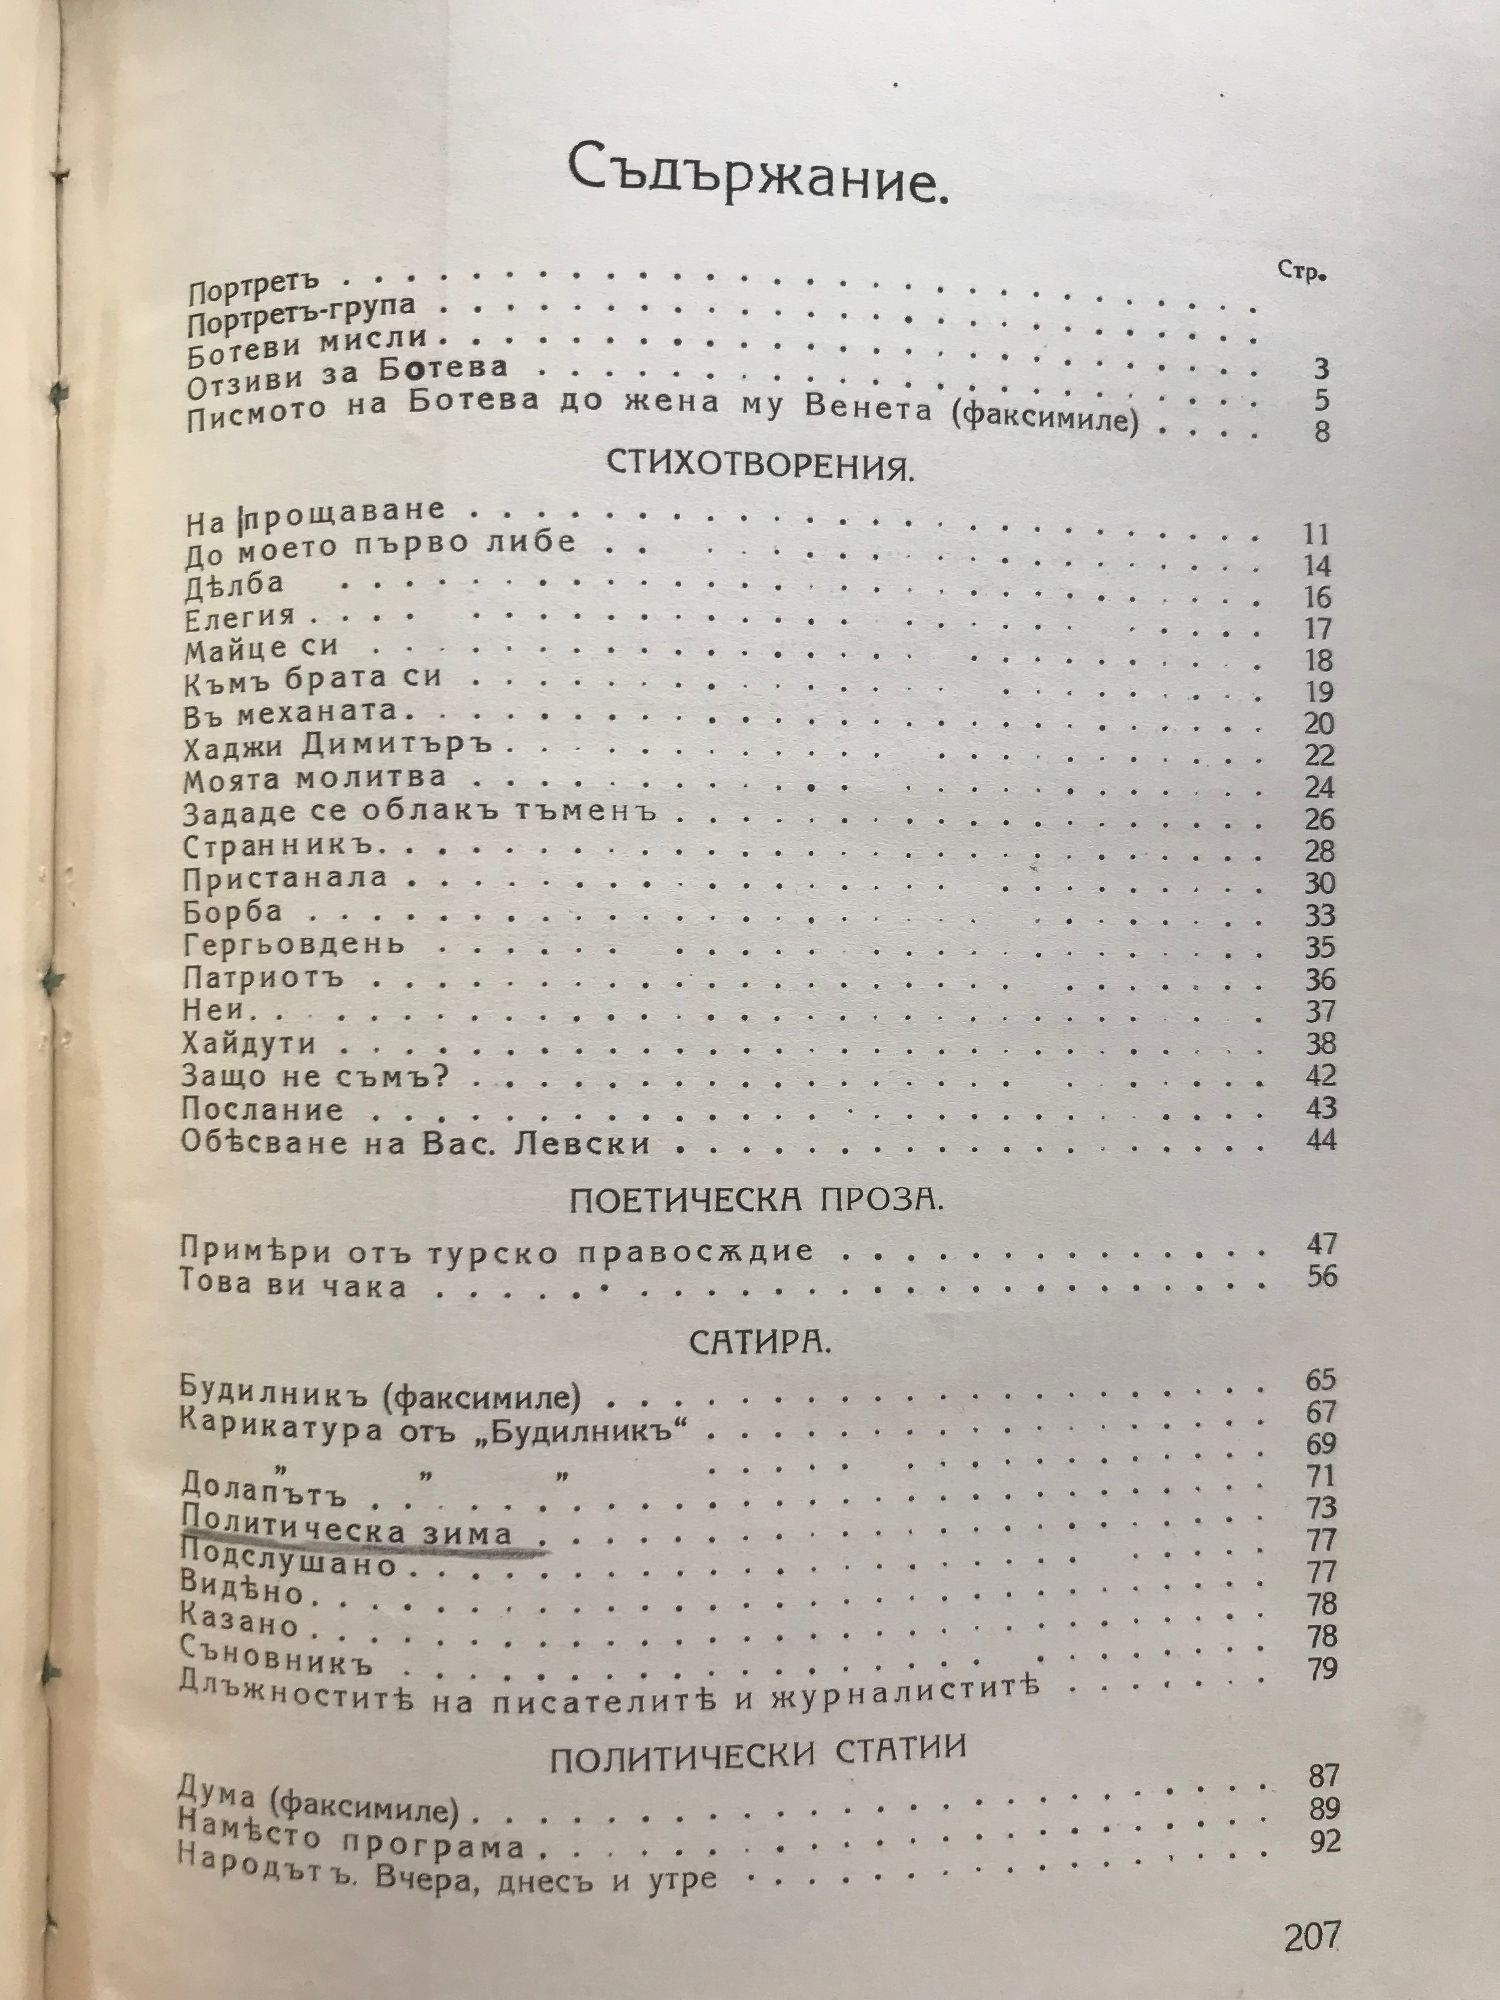 Съдържание.
Стр.
Портретъ
Портретъ-група
Ботеви мисли 3
Отзиви за Ботева 5
Писмото на Ботева до жена му Венета (факсимиле) 8
СТИХОТВОРЕНИЯ.
На прощаване 11
До моето първо либе 14
Дѣлба 16
Елегия 17
Майце си 18
Къмъ брата си 19
Въ механата 20
Хаджи Димитъръ 22
Моята молитва 24
Зададе се облакъ тъменъ 26
Странникъ 28
Пристанала 30
Борба 33
Гергьовдень 35
Патриотъ 36
Неи 37
Хайдути 38
Защо не съмъ? 42
Послание 43
Обѣсване на Вас. Левски 44
ПОЕТИЧЕСКА ПРОЗА.
Примѣри отъ турско правосѫдие 47
Това ви чака 56
САТИРА.
Будилникъ (факсимиле) 65
Карикатура отъ „Будилникъ“ 67
„ „ „ 69
Долапътъ 71
Политическа зима 73
Подслушано 77
Видѣно 77
Казано 78
Съновникъ 78
Длъжноститѣ на писателитѣ и журналиститѣ 79
ПОЛИТИЧЕСКИ СТАТИИ
Дума (факсимиле) 87
Намѣсто програма 89
Народътъ. Вчера, днесъ и утре 92
207